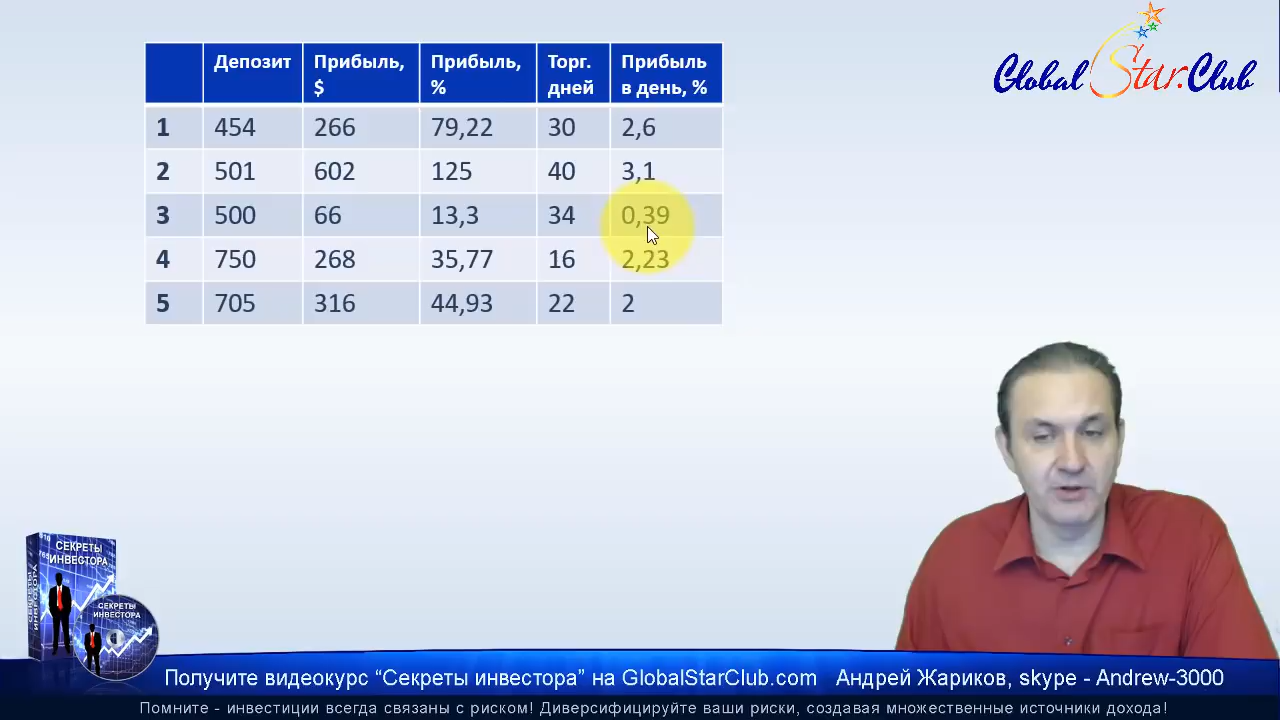 Global Star.Club
Депозит Прибыль, $ Прибыль, % Торг. дней Прибыль в день, %
1 454 266 79,22 30 2,6
2 501 602 125 40 3,1
3 500 66 13,3 34 0,39
4 750 268 35,77 16 2,23
5 705 316 44,93 22 2
СЕКРЕТЫ
ИНВЕСТОРА
СЕКРЕТЫ
ИНВЕСТОРА
Получите видеокурс “Секреты инвестора” на GlobalStarClub.com Андрей Жариков, skype - Andrew-3000
Помните - инвестиции всегда связаны с риском! Диверсифицируйте ваши риски, создавая множественные источники дохода!